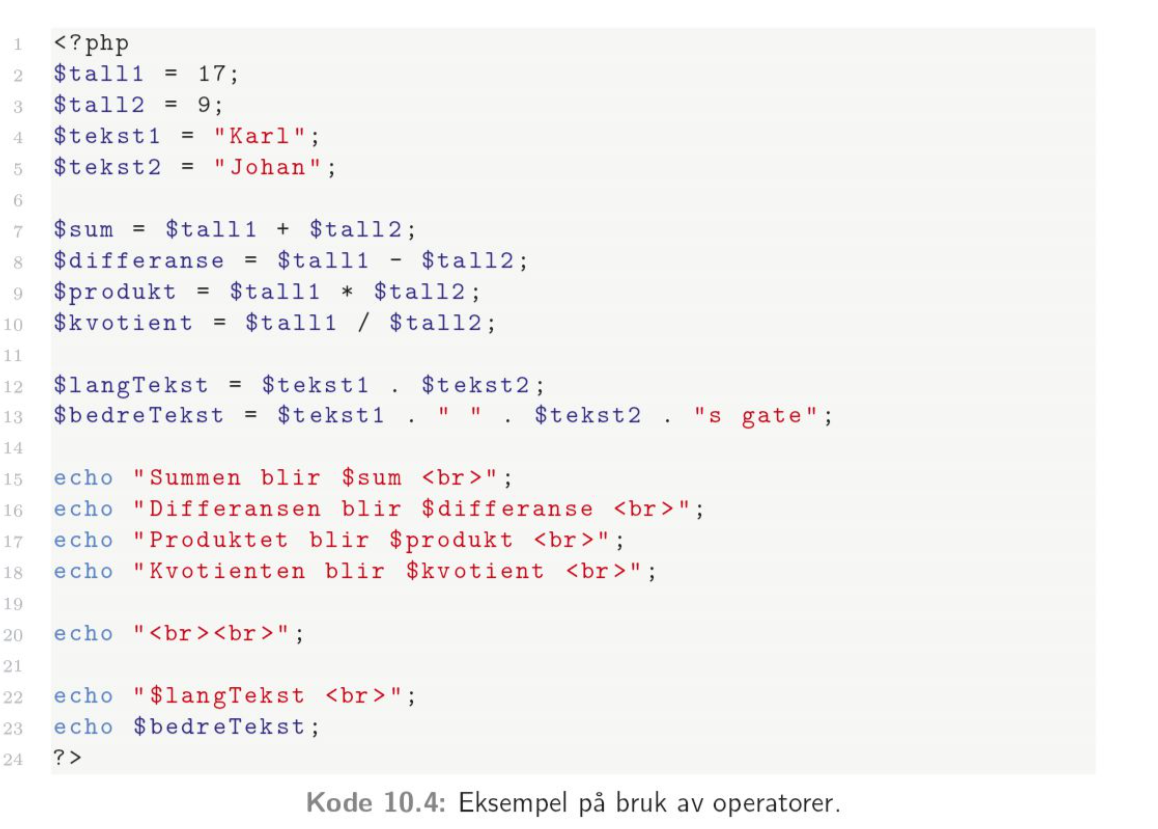 1 <?php
2 $tall1 = 17;
3 $tall2 = 9;
4 $tekst1 = "Karl";
5 $tekst2 = "Johan";
6
7 $sum = $tall1 + $tall2;
8 $differanse = $tall1 - $tall2;
9 $produkt = $tall1 * $tall2;
10 $kvotient = $tall1 / $tall2;
11
12 $langTekst = $tekst1 . $tekst2;
13 $bedreTekst = $tekst1 . " " . $tekst2 . "s gate";
14
15 echo "Summen blir $sum <br>";
16 echo "Differansen blir $differanse <br>";
17 echo "Produktet blir $produkt <br>";
18 echo "Kvotienten blir $kvotient <br>";
19
20 echo "<br><br>";
21
22 echo "$langTekst <br>";
23 echo $bedreTekst;
24 ?>
Kode 10.4: Eksempel på bruk av operatorer.